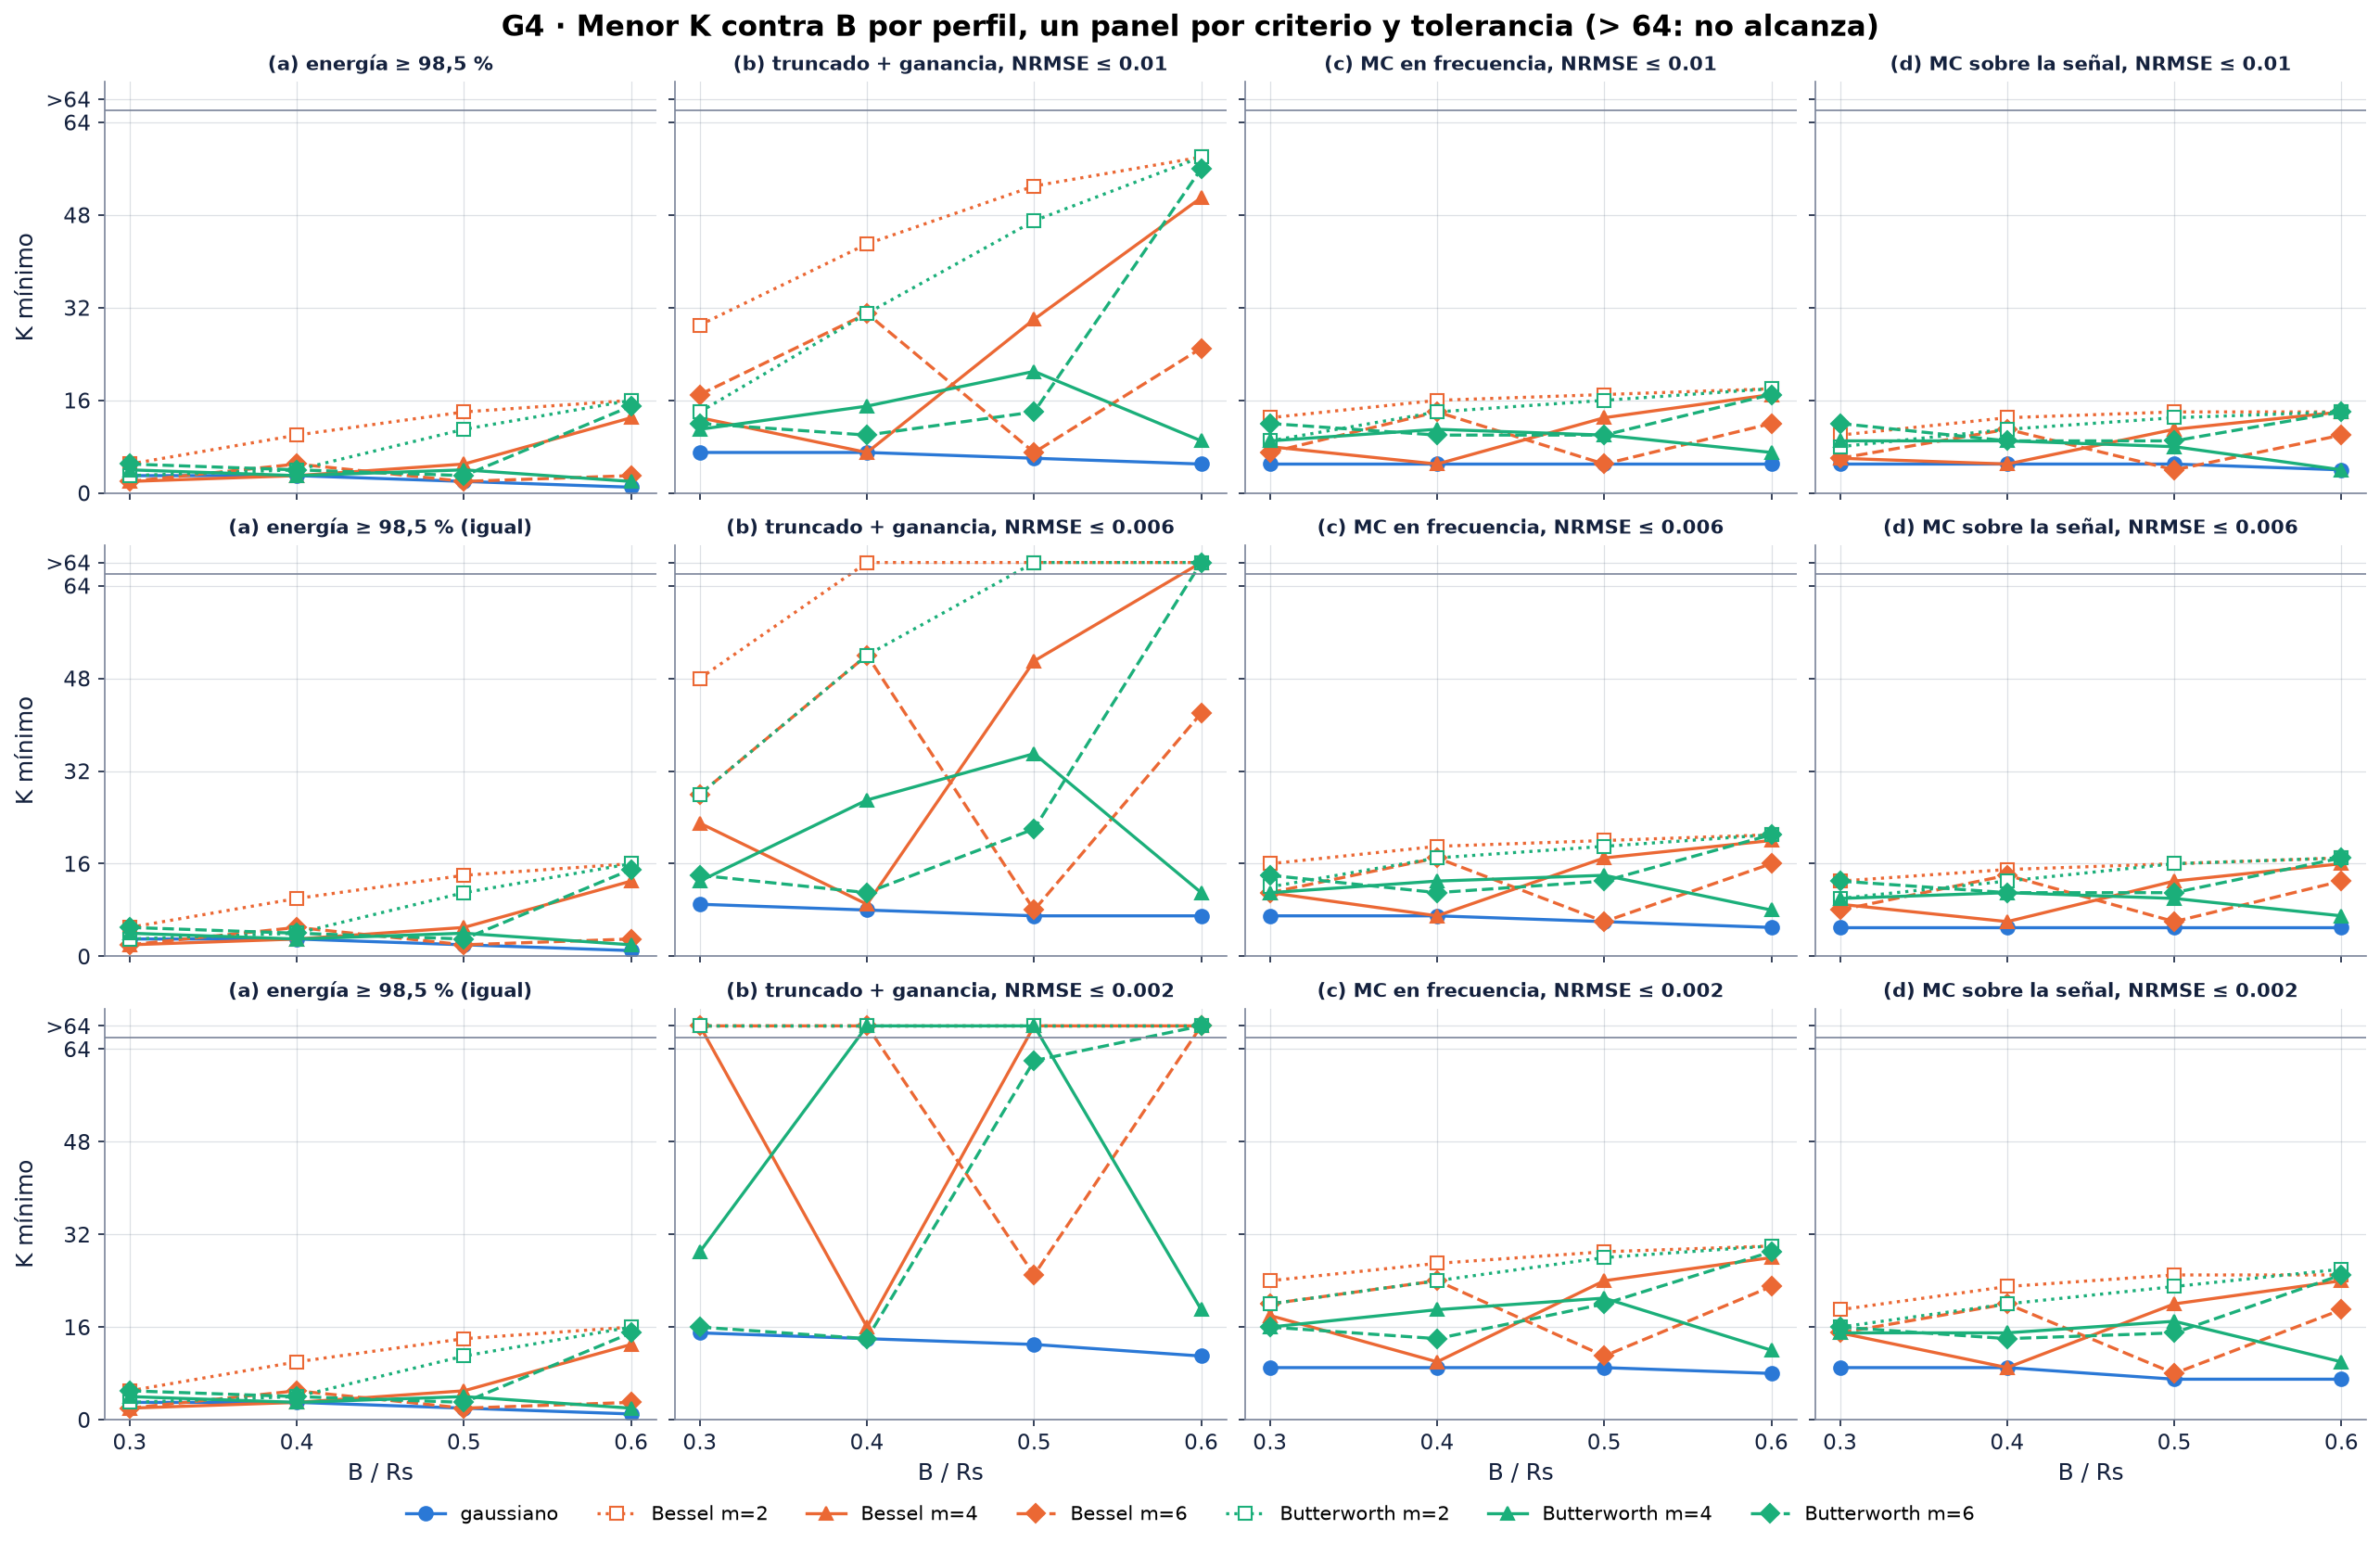 G4 · Menor K contra B por perfil, un panel por criterio y tolerancia (> 64: no alcanza)
(a) energía ≥ 98,5 %
(b) truncado + ganancia, NRMSE ≤ 0.01
(c) MC en frecuencia, NRMSE ≤ 0.01
(d) MC sobre la señal, NRMSE ≤ 0.01
>64
64
48
32
16
0
K mínimo
(a) energía ≥ 98,5 % (igual)
(b) truncado + ganancia, NRMSE ≤ 0.006
(c) MC en frecuencia, NRMSE ≤ 0.006
(d) MC sobre la señal, NRMSE ≤ 0.006
>64
64
48
32
16
0
K mínimo
(a) energía ≥ 98,5 % (igual)
(b) truncado + ganancia, NRMSE ≤ 0.002
(c) MC en frecuencia, NRMSE ≤ 0.002
(d) MC sobre la señal, NRMSE ≤ 0.002
>64
64
48
32
16
0
K mínimo
0.3 0.4 0.5 0.6
0.3 0.4 0.5 0.6
0.3 0.4 0.5 0.6
0.3 0.4 0.5 0.6
B / Rs
B / Rs
B / Rs
B / Rs
gaussiano
Bessel m=2
Bessel m=4
Bessel m=6
Butterworth m=2
Butterworth m=4
Butterworth m=6